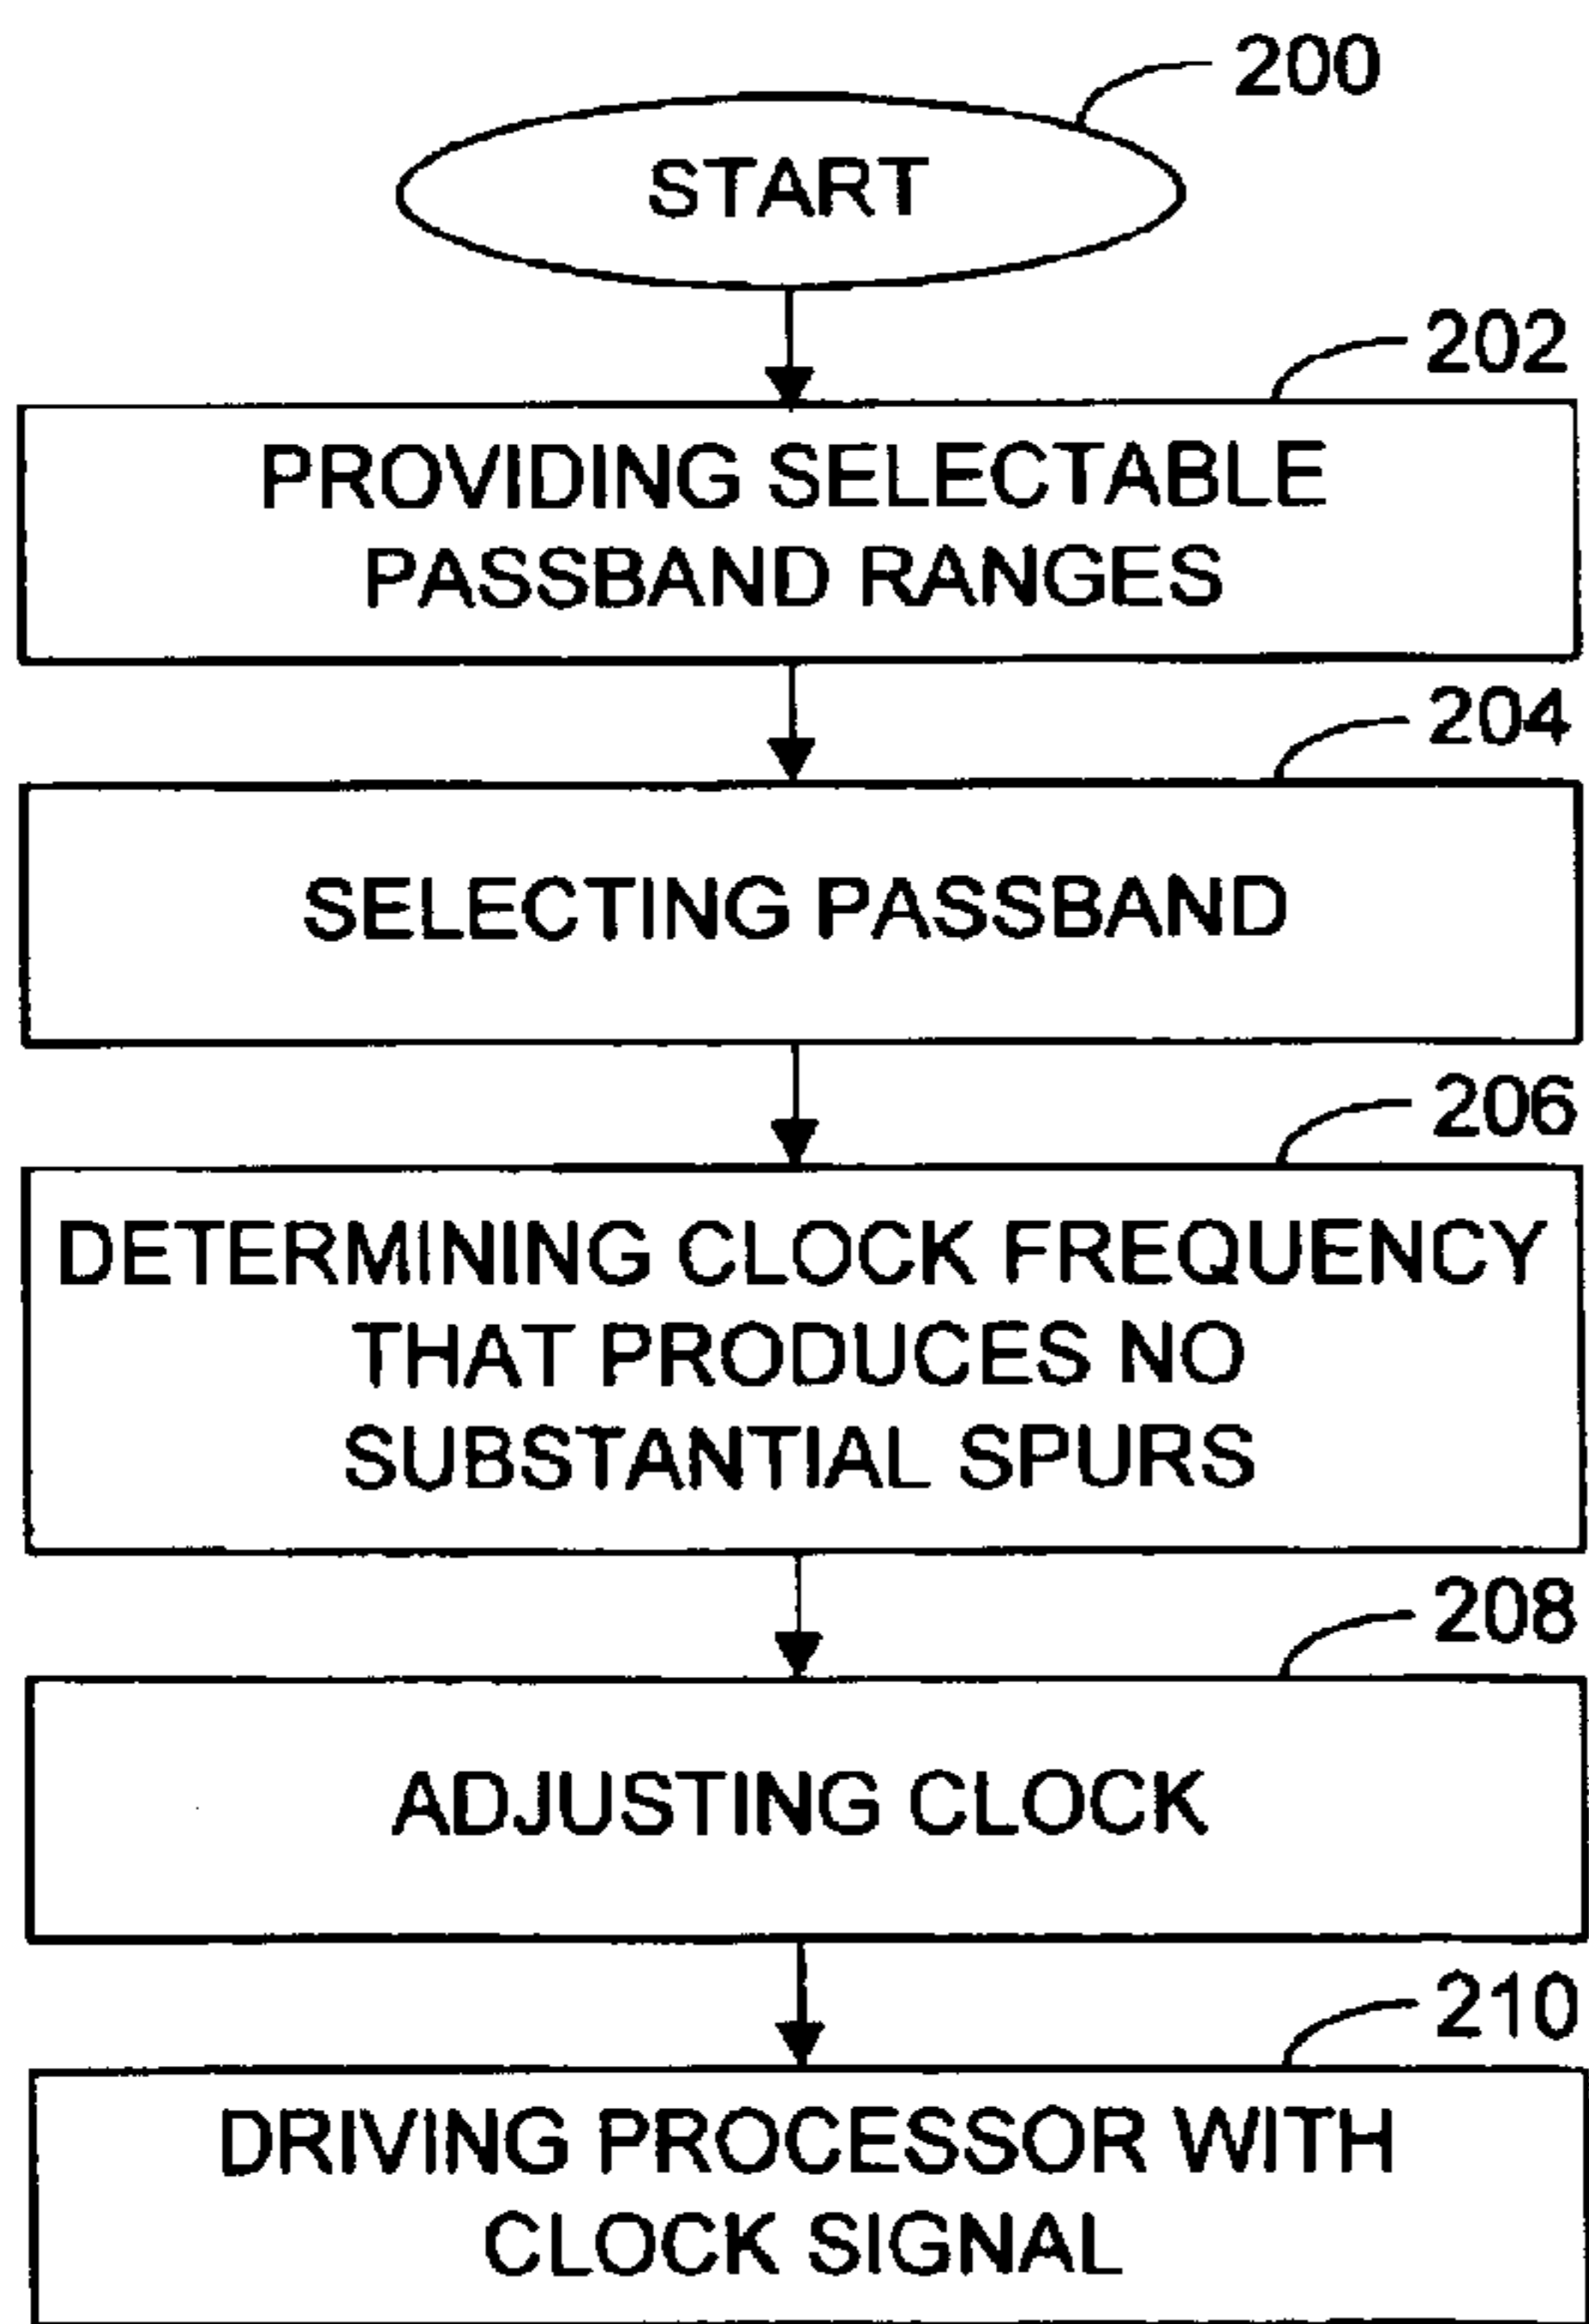 200
START
202
PROVIDING SELECTABLE
PASSBAND RANGES
204
SELECTING PASSBAND
206
DETERMINING CLOCK FREQUENCY
THAT PRODUCES NO
SUBSTANTIAL SPURS
208
ADJUSTING CLOCK
210
DRIVING PROCESSOR WITH
CLOCK SIGNAL